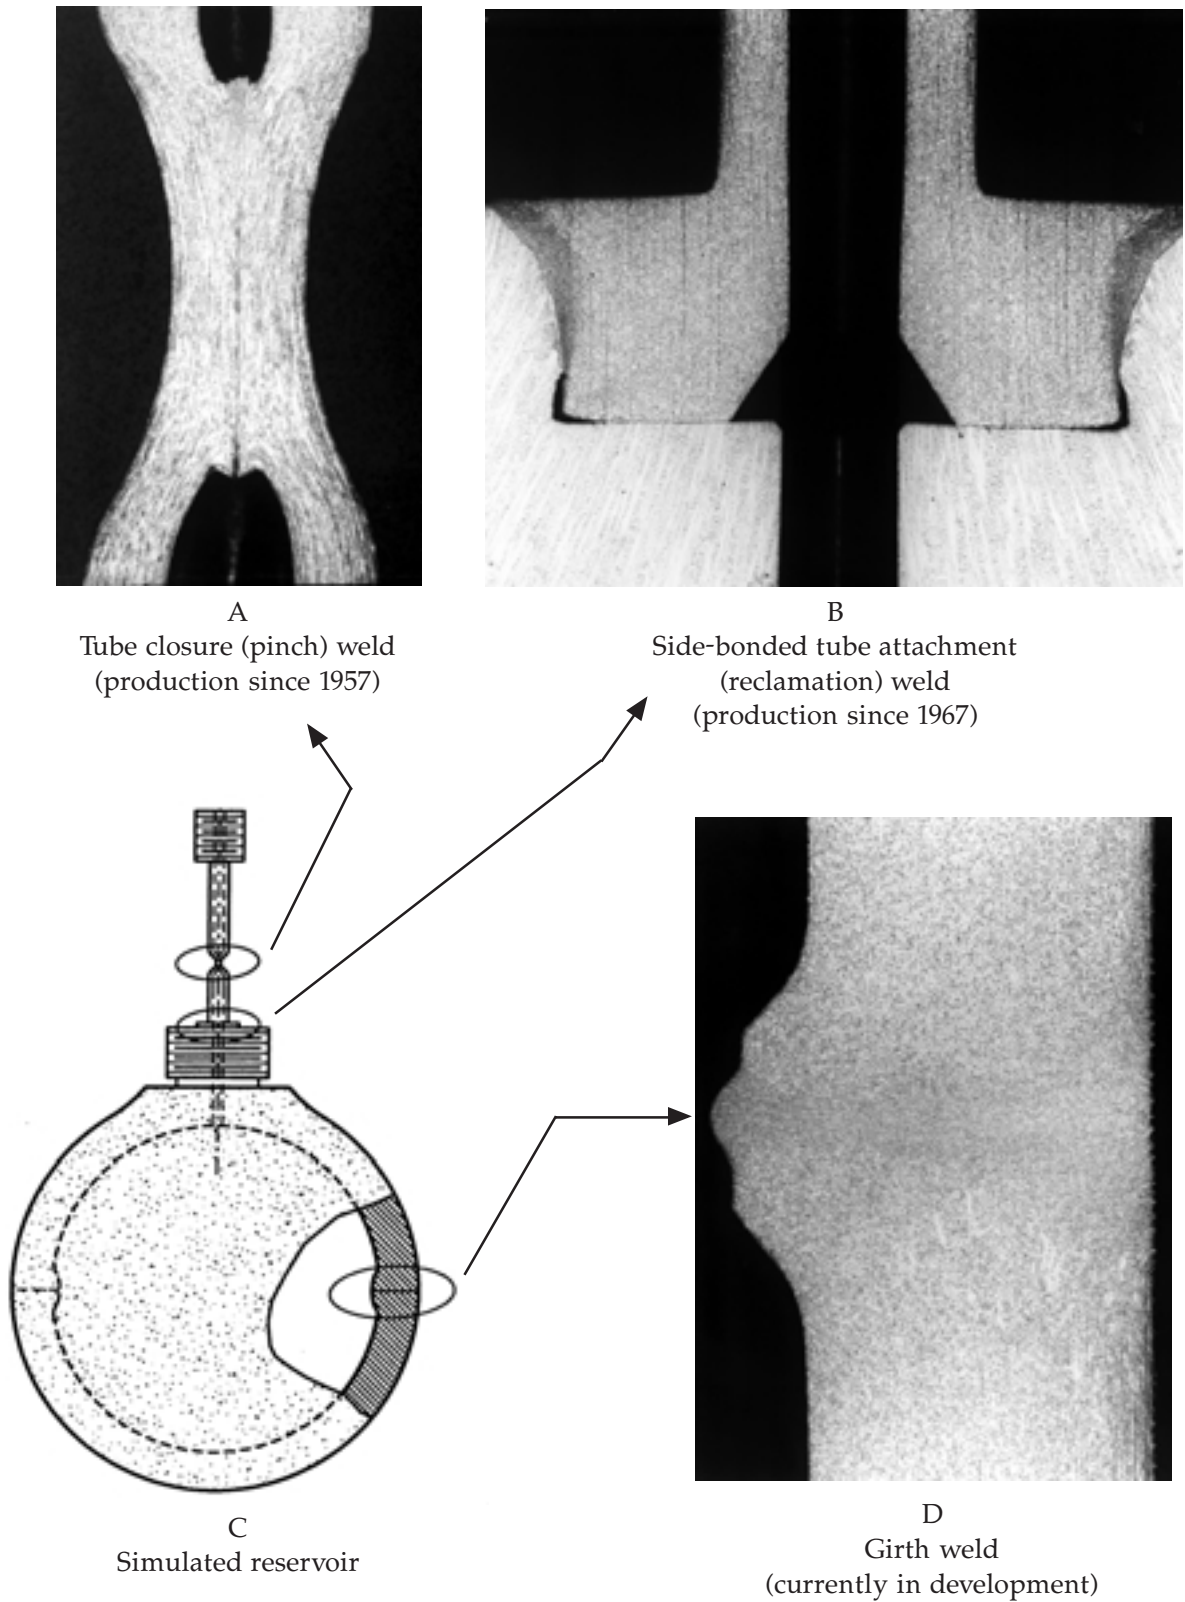 A
Tube closure (pinch) weld
(production since 1957)
B
Side-bonded tube attachment
(reclamation) weld
(production since 1967)
C
Simulated reservoir
D
Girth weld
(currently in development)